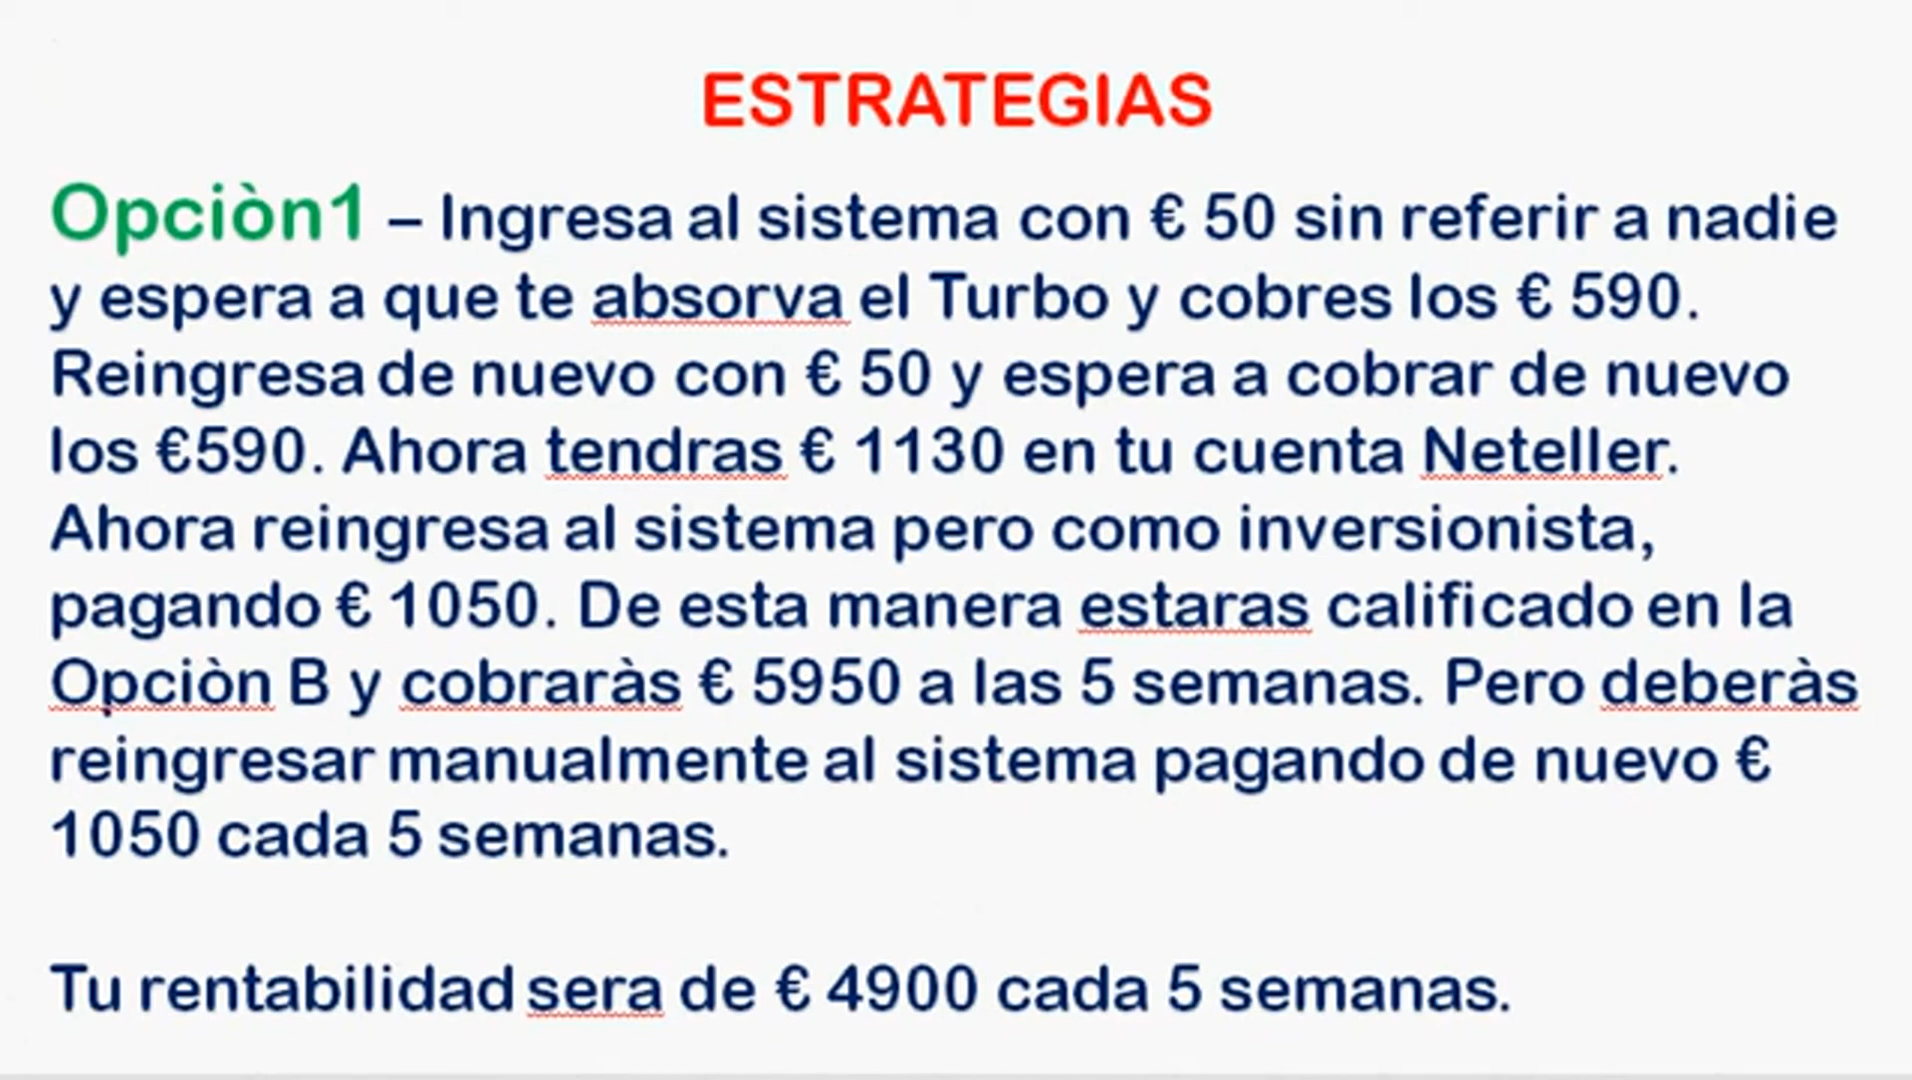 ESTRATEGIAS
Opciòn1 – Ingresa al sistema con € 50 sin referir a nadie
y espera a que te absorva el Turbo y cobres los € 590.
Reingresa de nuevo con € 50 y espera a cobrar de nuevo
los €590. Ahora tendras € 1130 en tu cuenta Neteller.
Ahora reingresa al sistema pero como inversionista,
pagando € 1050. De esta manera estaras calificado en la
Opciòn B y cobraràs € 5950 a las 5 semanas. Pero deberàs
reingresar manualmente al sistema pagando de nuevo €
1050 cada 5 semanas.
Tu rentabilidad sera de € 4900 cada 5 semanas.